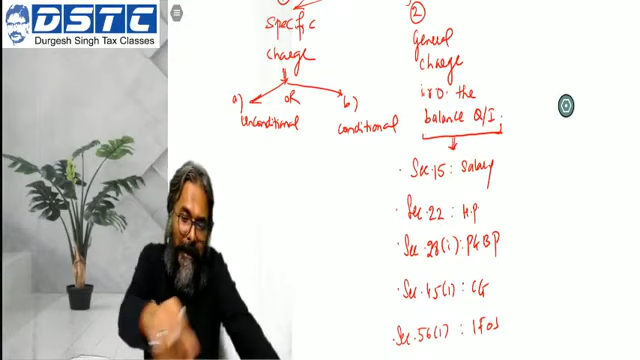 DSTC
Durgesh Singh Tax Classes
Specific
charge
a)
or
b)
unconditional
conditional
2
General
charge
iro. the
balance Q/I;
• Sec.15 : Salary
• Sec.22 : H.P
• Sec.28(i) : PGBP
• Sec.45(1) : CG
• Sec.56(1) : IFOS